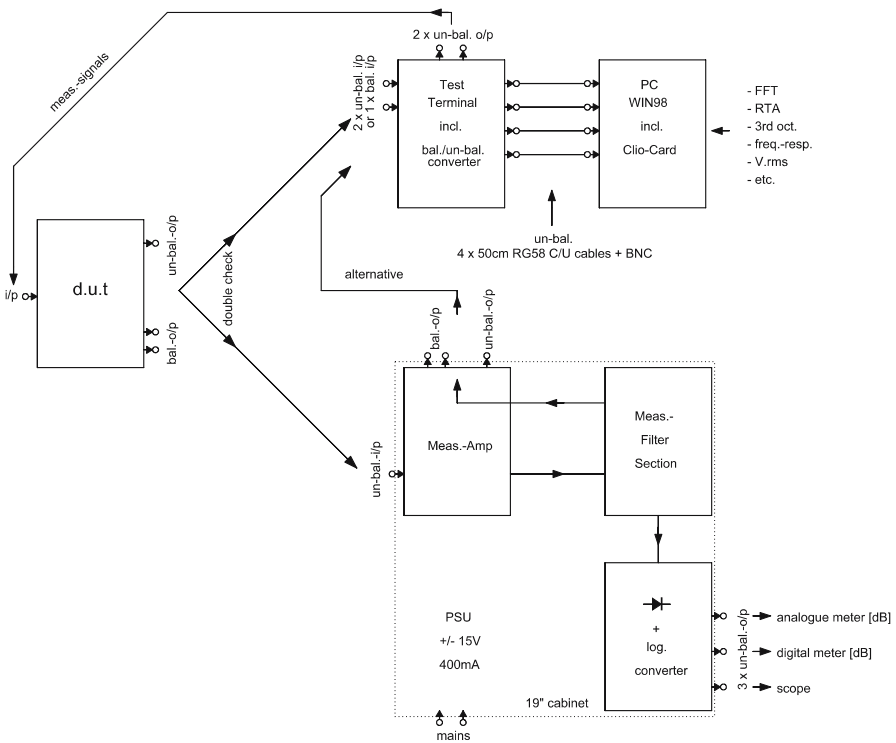 2 x un-bal. o/p
meas.-signals
2 x un-bal. i/p
or 1 x bal. i/p
Test
Terminal
incl.
bal./un-bal.
converter
PC
WIN98
incl.
Clio-Card
- FFT
- RTA
- 3rd oct.
- freq.-resp.
- V.rms
- etc.
un-bal.
4 x 50cm RG58 C/U cables + BNC
i/p
d.u.t
un-bal.-o/p
bal.-o/p
double check
alternative
bal.-o/p
un-bal.-o/p
un-bal.-i/p
Meas.-Amp
Meas.-
Filter
Section
PSU
+/- 15V
400mA
+
log.
converter
3 x un-bal.-o/p
analogue meter [dB]
digital meter [dB]
scope
19" cabinet
mains